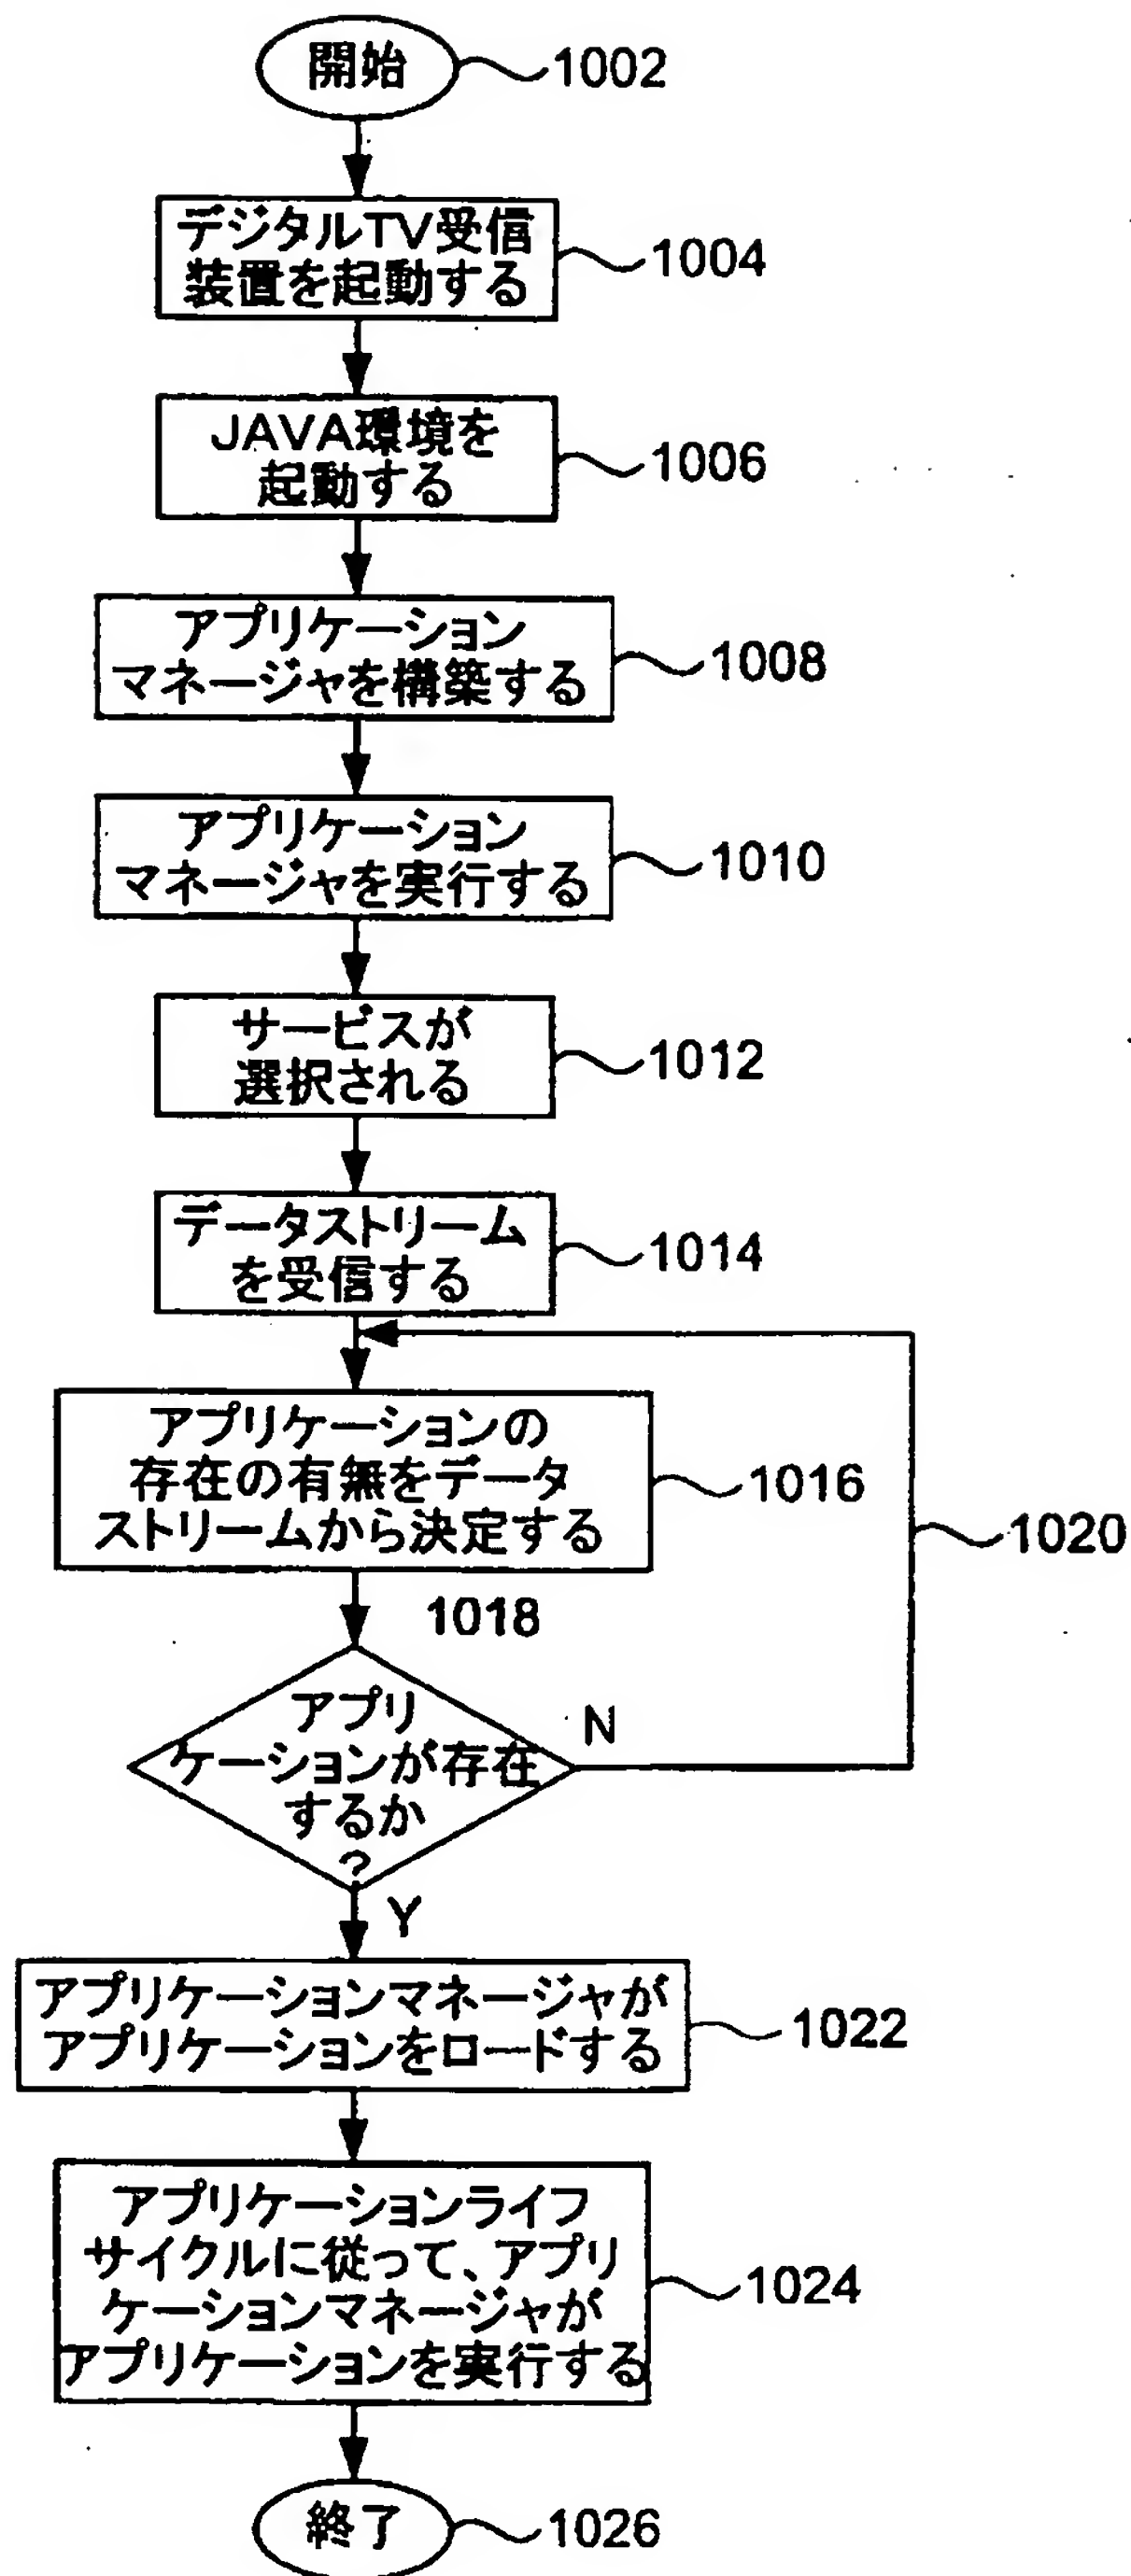 開始
1002
デジタルTV受信
装置を起動する
1004
JAVA環境を
起動する
1006
アプリケーション
マネージャを構築する
1008
アプリケーション
マネージャを実行する
1010
サービスが
選択される
1012
データストリーム
を受信する
1014
アプリケーションの
存在の有無をデータ
ストリームから決定する
1016
1020
1018
アプリ
ケーションが存在
するか
?
N
Y
アプリケーションマネージャが
アプリケーションをロードする
1022
アプリケーションライフ
サイクルに従って、アプリ
ケーションマネージャが
アプリケーションを実行する
1024
終了
1026